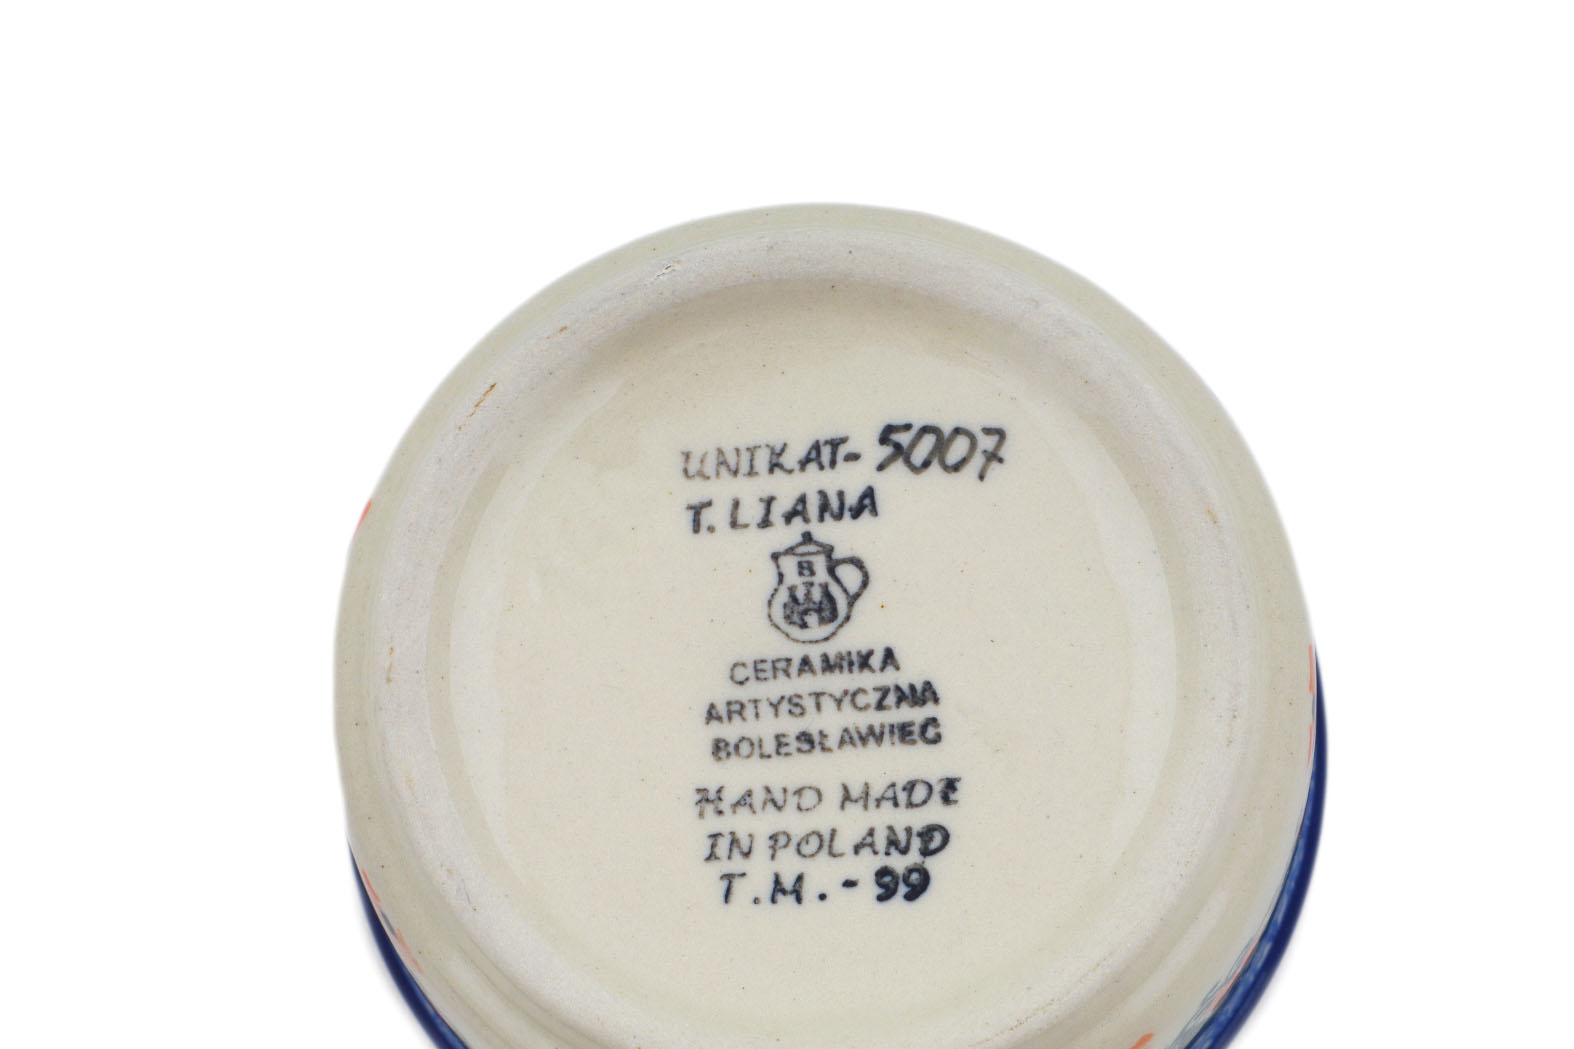 UNIKAT-5007
T. LIANA
B
CERAMIKA
ARTYSTYCZNA
BOLESŁAWIEC
HAND MADE
IN POLAND
T.M.-99